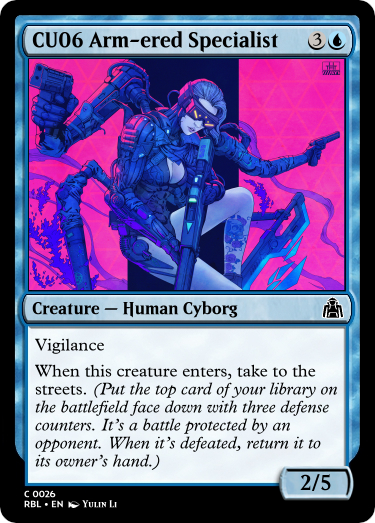 CU06 Arm-ered Specialist 3
Creature — Human Cyborg
Vigilance
When this creature enters, take to the
streets. (Put the top card of your library on
the battlefield face down with three defense
counters. It's a battle protected by an
opponent. When it's defeated, return it to
its owner's hand.)
2/5
C 0026
RBL • EN Yulin Li